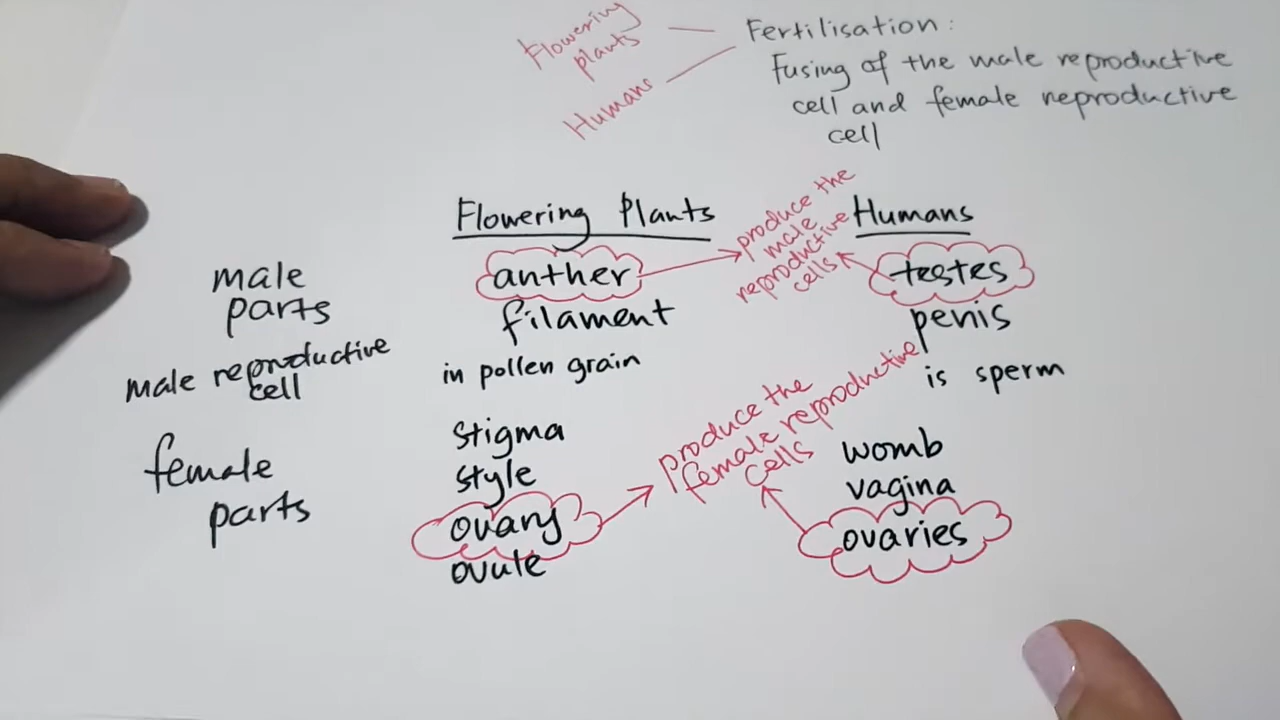 Flowering
plants
Humans
Fertilisation:
Fusing of the male reproductive
cell and female reproductive
cell
Flowering Plants
Humans
male
parts
anther
filament
produce the
male
reproductive
cells
testes
penis
male reproductive
cell
in pollen grain
is sperm
female
parts
stigma
style
ovary
ovule
produce the
female reproductive
cells
womb
vagina
ovaries